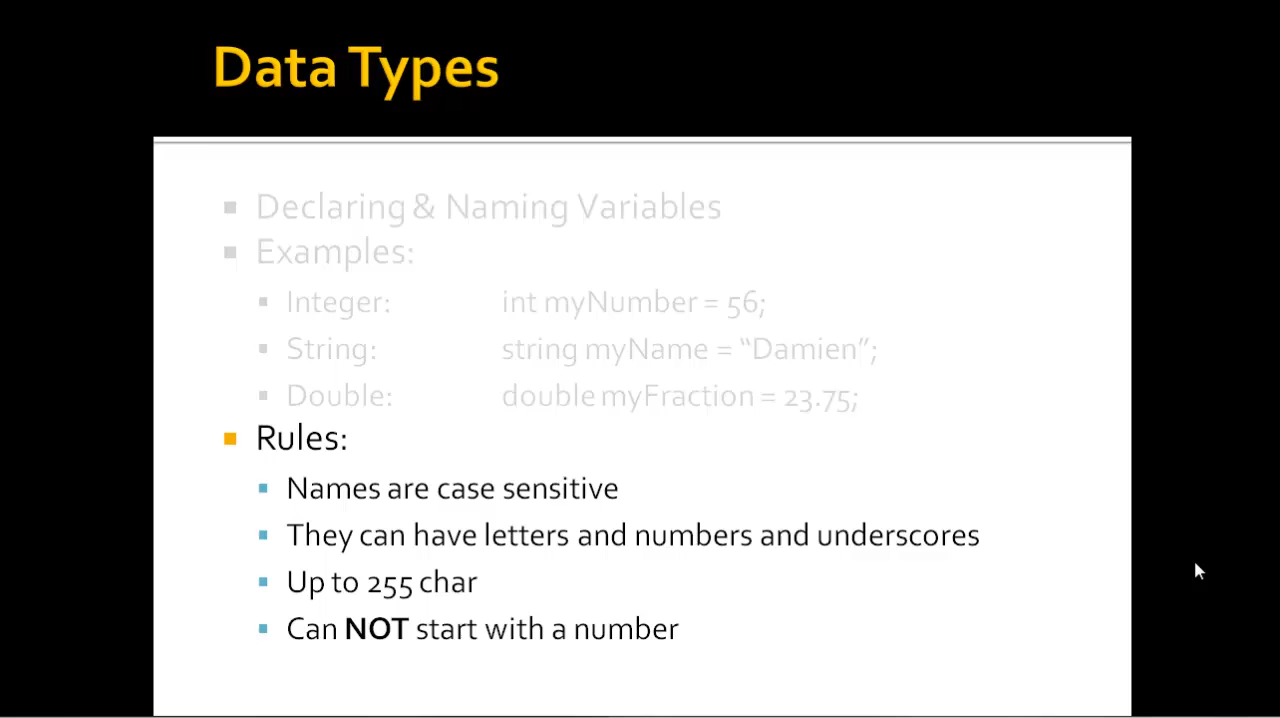 Data Types
Declaring & Naming Variables
Examples:
Integer: int myNumber = 56;
String: string myName = “Damien”;
Double: double myFraction = 23.75;
Rules:
Names are case sensitive
They can have letters and numbers and underscores
Up to 255 char
Can NOT start with a number